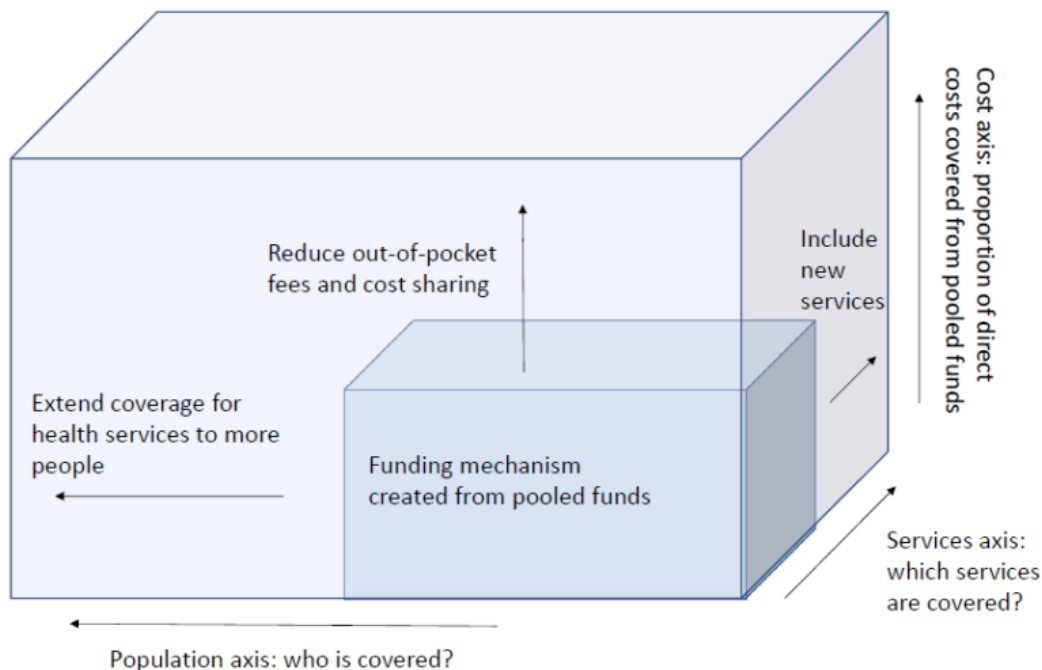 Cost axis: proportion of direct
costs covered from pooled funds
Reduce out-of-pocket
fees and cost sharing
Include
new
services
Extend coverage for
health services to more
people
Funding mechanism
created from pooled funds
Services axis:
which services
are covered?
Population axis: who is covered?